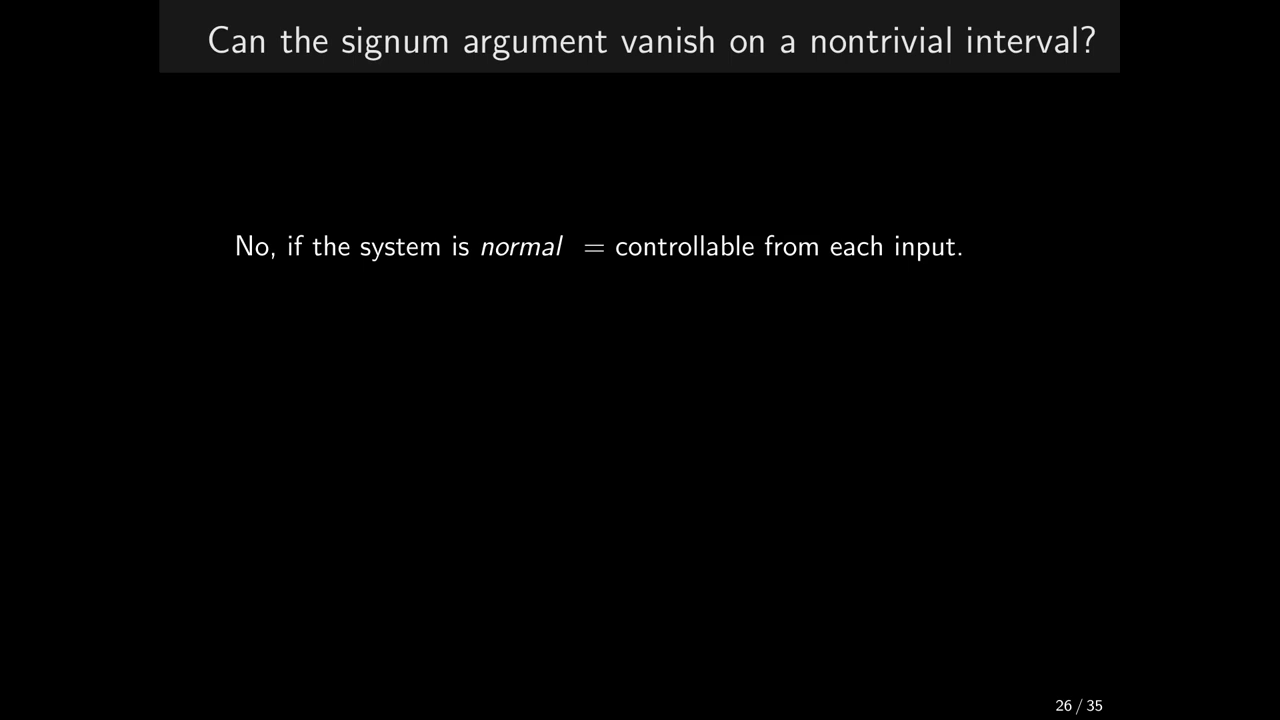 Can the signum argument vanish on a nontrivial interval?
No, if the system is normal = controllable from each input.
26 / 35